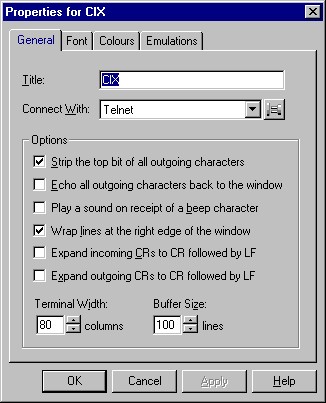 Properties for CIX
General Font Colours Emulations
Title: CIX
Connect With: Telnet
Options
Strip the top bit of all outgoing characters
Echo all outgoing characters back to the window
Play a sound on receipt of a beep character
Wrap lines at the right edge of the window
Expand incoming CRs to CR followed by LF
Expand outgoing CRs to CR followed by LF
Terminal Width: Buffer Size:
80 columns 100 lines
OK Cancel Apply Help